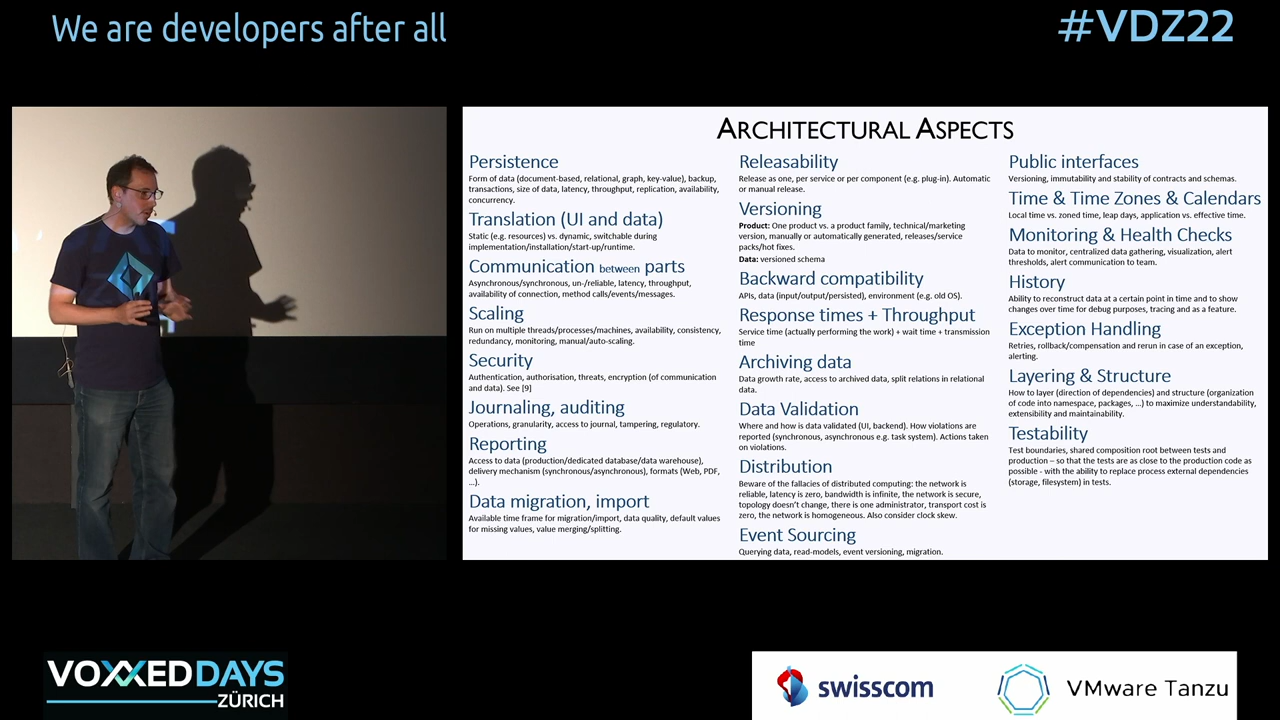 We are developers after all
#VDZ22
ARCHITECTURAL ASPECTS
Persistence
Form of data (document-based, relational, graph, key-value), backup,
transactions, size of data, latency, throughput, replication, availability,
concurrency.
Translation (UI and data)
Static (e.g. resources) vs. dynamic, switchable during
implementation/installation/start-up/runtime.
Communication between parts
Asynchronous/synchronous, un-/reliable, latency, throughput,
availability of connection, method calls/events/messages.
Scaling
Run on multiple threads/processes/machines, availability, consistency,
redundancy, monitoring, manual/auto-scaling.
Security
Authentication, authorisation, threats, encryption (of communication
and data). See [9]
Journaling, auditing
Operations, granularity, access to journal, tampering, regulatory.
Reporting
Access to data (production/dedicated database/data warehouse),
delivery mechanism (synchronous/asynchronous), formats (Web, PDF,
...).
Data migration, import
Available time frame for migration/import, data quality, default values
for missing values, value merging/splitting.
Releasability
Release as one, per service or per component (e.g. plug-in). Automatic
or manual release.
Versioning
Product: One product vs. a product family, technical/marketing
version, manually or automatically generated, releases/service
packs/hot fixes.
Data: versioned schema
Backward compatibility
APIs, data (input/output/persisted), environment (e.g. old OS).
Response times + Throughput
Service time (actually performing the work) + wait time + transmission
time
Archiving data
Data growth rate, access to archived data, split relations in relational
data.
Data Validation
Where and how is data validated (UI, backend). How violations are
reported (synchronous, asynchronous e.g. task system). Actions taken
on violations.
Distribution
Beware of the fallacies of distributed computing: the network is
reliable, latency is zero, bandwidth is infinite, the network is secure,
topology doesn't change, there is one administrator, transport cost is
zero, the network is homogeneous. Also consider clock skew.
Event Sourcing
Querying data, read-models, event versioning, migration.
Public interfaces
Versioning, immutability and stability of contracts and schemas.
Time & Time Zones & Calendars
Local time vs. zoned time, leap days, application vs. effective time.
Monitoring & Health Checks
Data to monitor, centralized data gathering, visualization, alert
thresholds, alert communication to team.
History
Ability to reconstruct data at a certain point in time and to show
changes over time for debug purposes, tracing and as a feature.
Exception Handling
Retries, rollback/compensation and rerun in case of an exception,
alerting.
Layering & Structure
How to layer (direction of dependencies) and structure (organization
of code into namespace, packages, ...) to maximize understandability,
extensibility and maintainability.
Testability
Test boundaries, shared composition root between tests and
production – so that the tests are as close to the production code as
possible - with the ability to replace process external dependencies
(storage, filesystem) in tests.
VOXXED DAYS
ZÜRICH
swisscom
VMware Tanzu